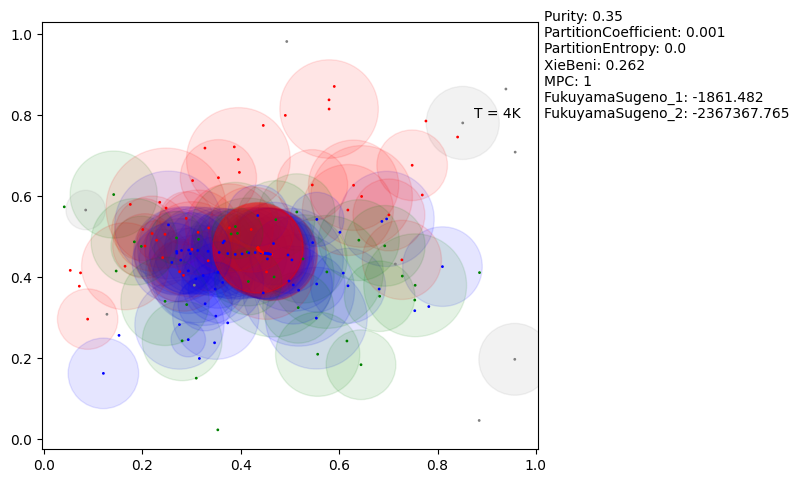 Purity: 0.35
PartitionCoefficient: 0.001
PartitionEntropy: 0.0
XieBeni: 0.262
MPC: 1
FukuyamaSugeno_1: -1861.482
FukuyamaSugeno_2: -2367367.765
T = 4K
1.0
0.8
0.6
0.4
0.2
0.0
0.0 0.2 0.4 0.6 0.8 1.0